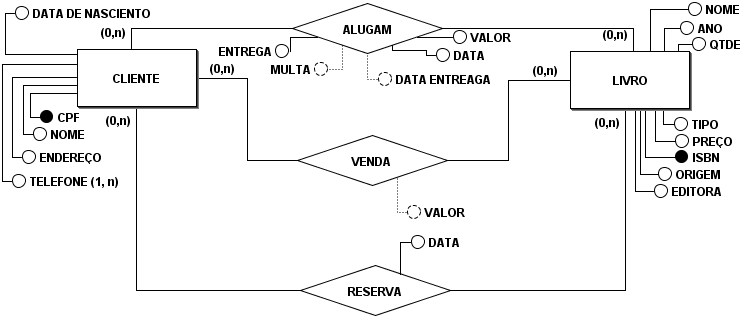 DATA DE NASCIENTO
NOME
(0,n)
ALUGAM
(0,n)
ANO
VALOR
QTDE
ENTREGA
DATA
(0,n)
MULTA
(0,n)
CLIENTE
DATA ENTREAGA
LIVRO
CPF
(0,n)
(0,n)
NOME
TIPO
PREÇO
ENDEREÇO
VENDA
ISBN
TELEFONE (1, n)
ORIGEM
EDITORA
VALOR
DATA
RESERVA